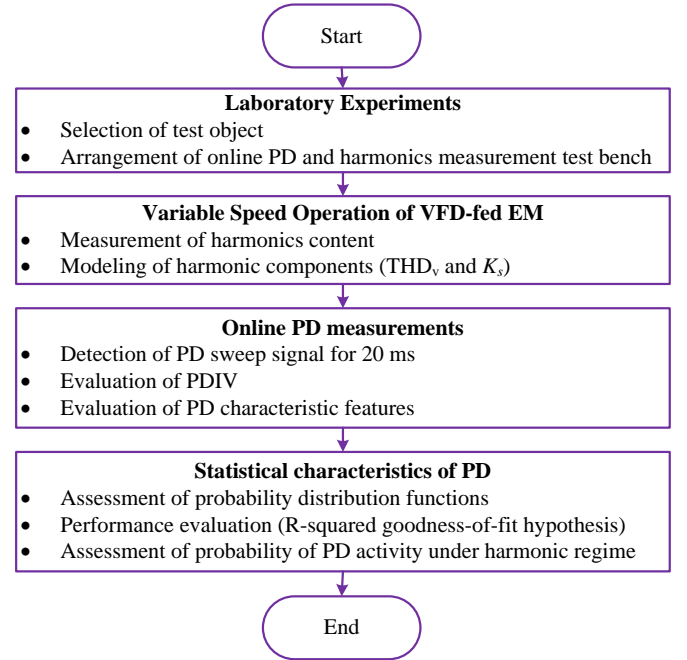 Start
Laboratory Experiments
• Selection of test object
• Arrangement of online PD and harmonics measurement test bench
Variable Speed Operation of VFD-fed EM
• Measurement of harmonics content
• Modeling of harmonic components (THDv and Ks)
Online PD measurements
• Detection of PD sweep signal for 20 ms
• Evaluation of PDIV
• Evaluation of PD characteristic features
Statistical characteristics of PD
• Assessment of probability distribution functions
• Performance evaluation (R-squared goodness-of-fit hypothesis)
• Assessment of probability of PD activity under harmonic regime
End